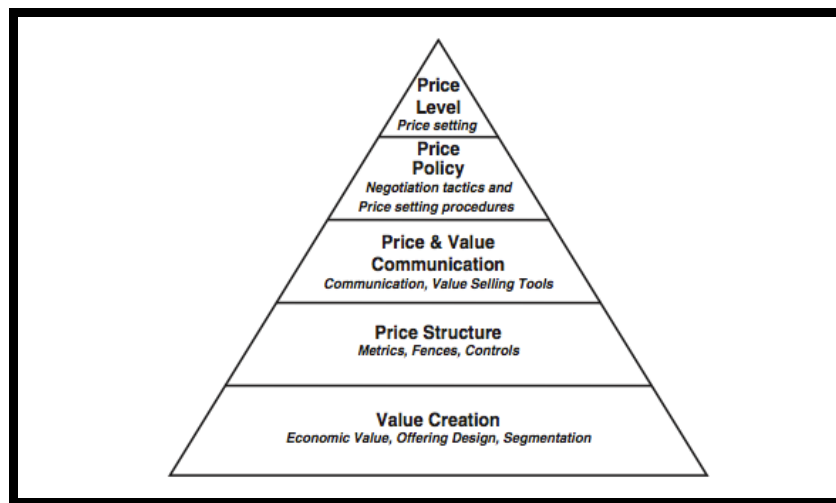 Price
Level
Price setting
Price
Policy
Negotiation tactics and
Price setting procedures
Price & Value
Communication
Communication, Value Selling Tools
Price Structure
Metrics, Fences, Controls
Value Creation
Economic Value, Offering Design, Segmentation